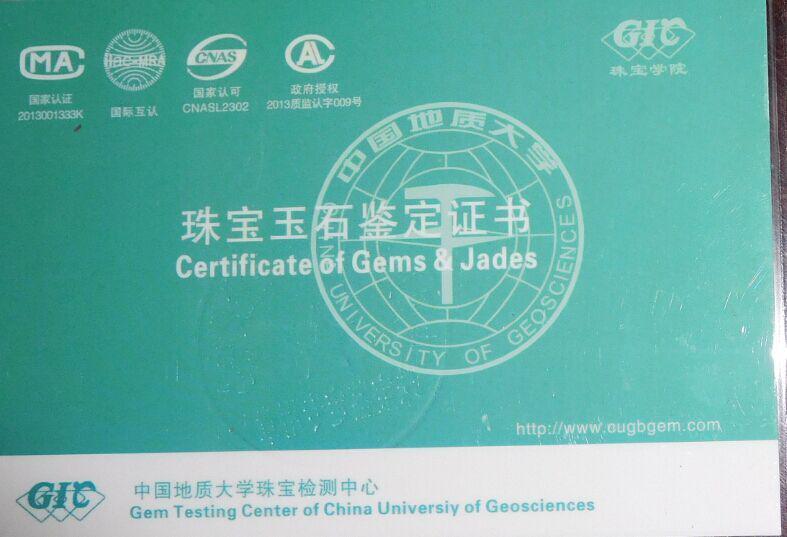 MA
ilac-MRA
CNAS
AL
GIC
珠宝学院
国家认证
2013001333K
国际互认
国家认可
CNASL2302
政府授权
2013质监认字009号
中国地质大学
CHINA UNIVERSITY OF GEOSCIENCES
珠宝玉石鉴定证书
Certificate of Gems & Jades
http://www.cugbgem.com
GIC
中国地质大学珠宝检测中心
Gem Testing Center of China Universiy of Geosciences